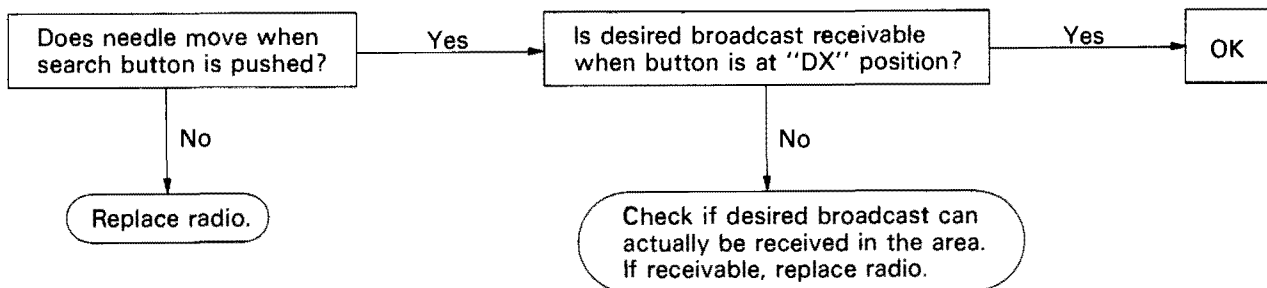 Does needle move when
search button is pushed?
Yes
Is desired broadcast receivable
when button is at "DX" position?
Yes
OK
No
No
Replace radio.
Check if desired broadcast can
actually be received in the area.
If receivable, replace radio.